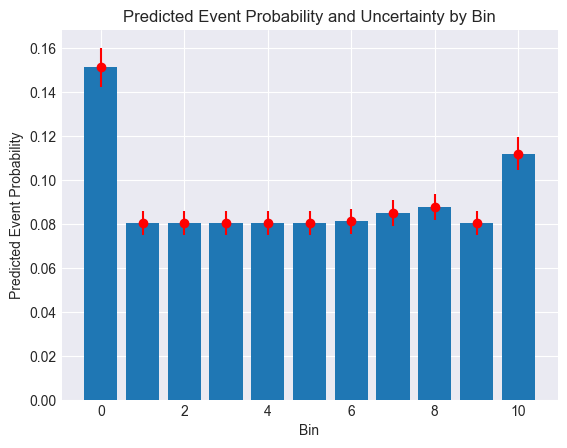 Predicted Event Probability and Uncertainty by Bin
Predicted Event Probability
0.16
0.14
0.12
0.10
0.08
0.06
0.04
0.02
0.00
0 2 4 6 8 10
Bin